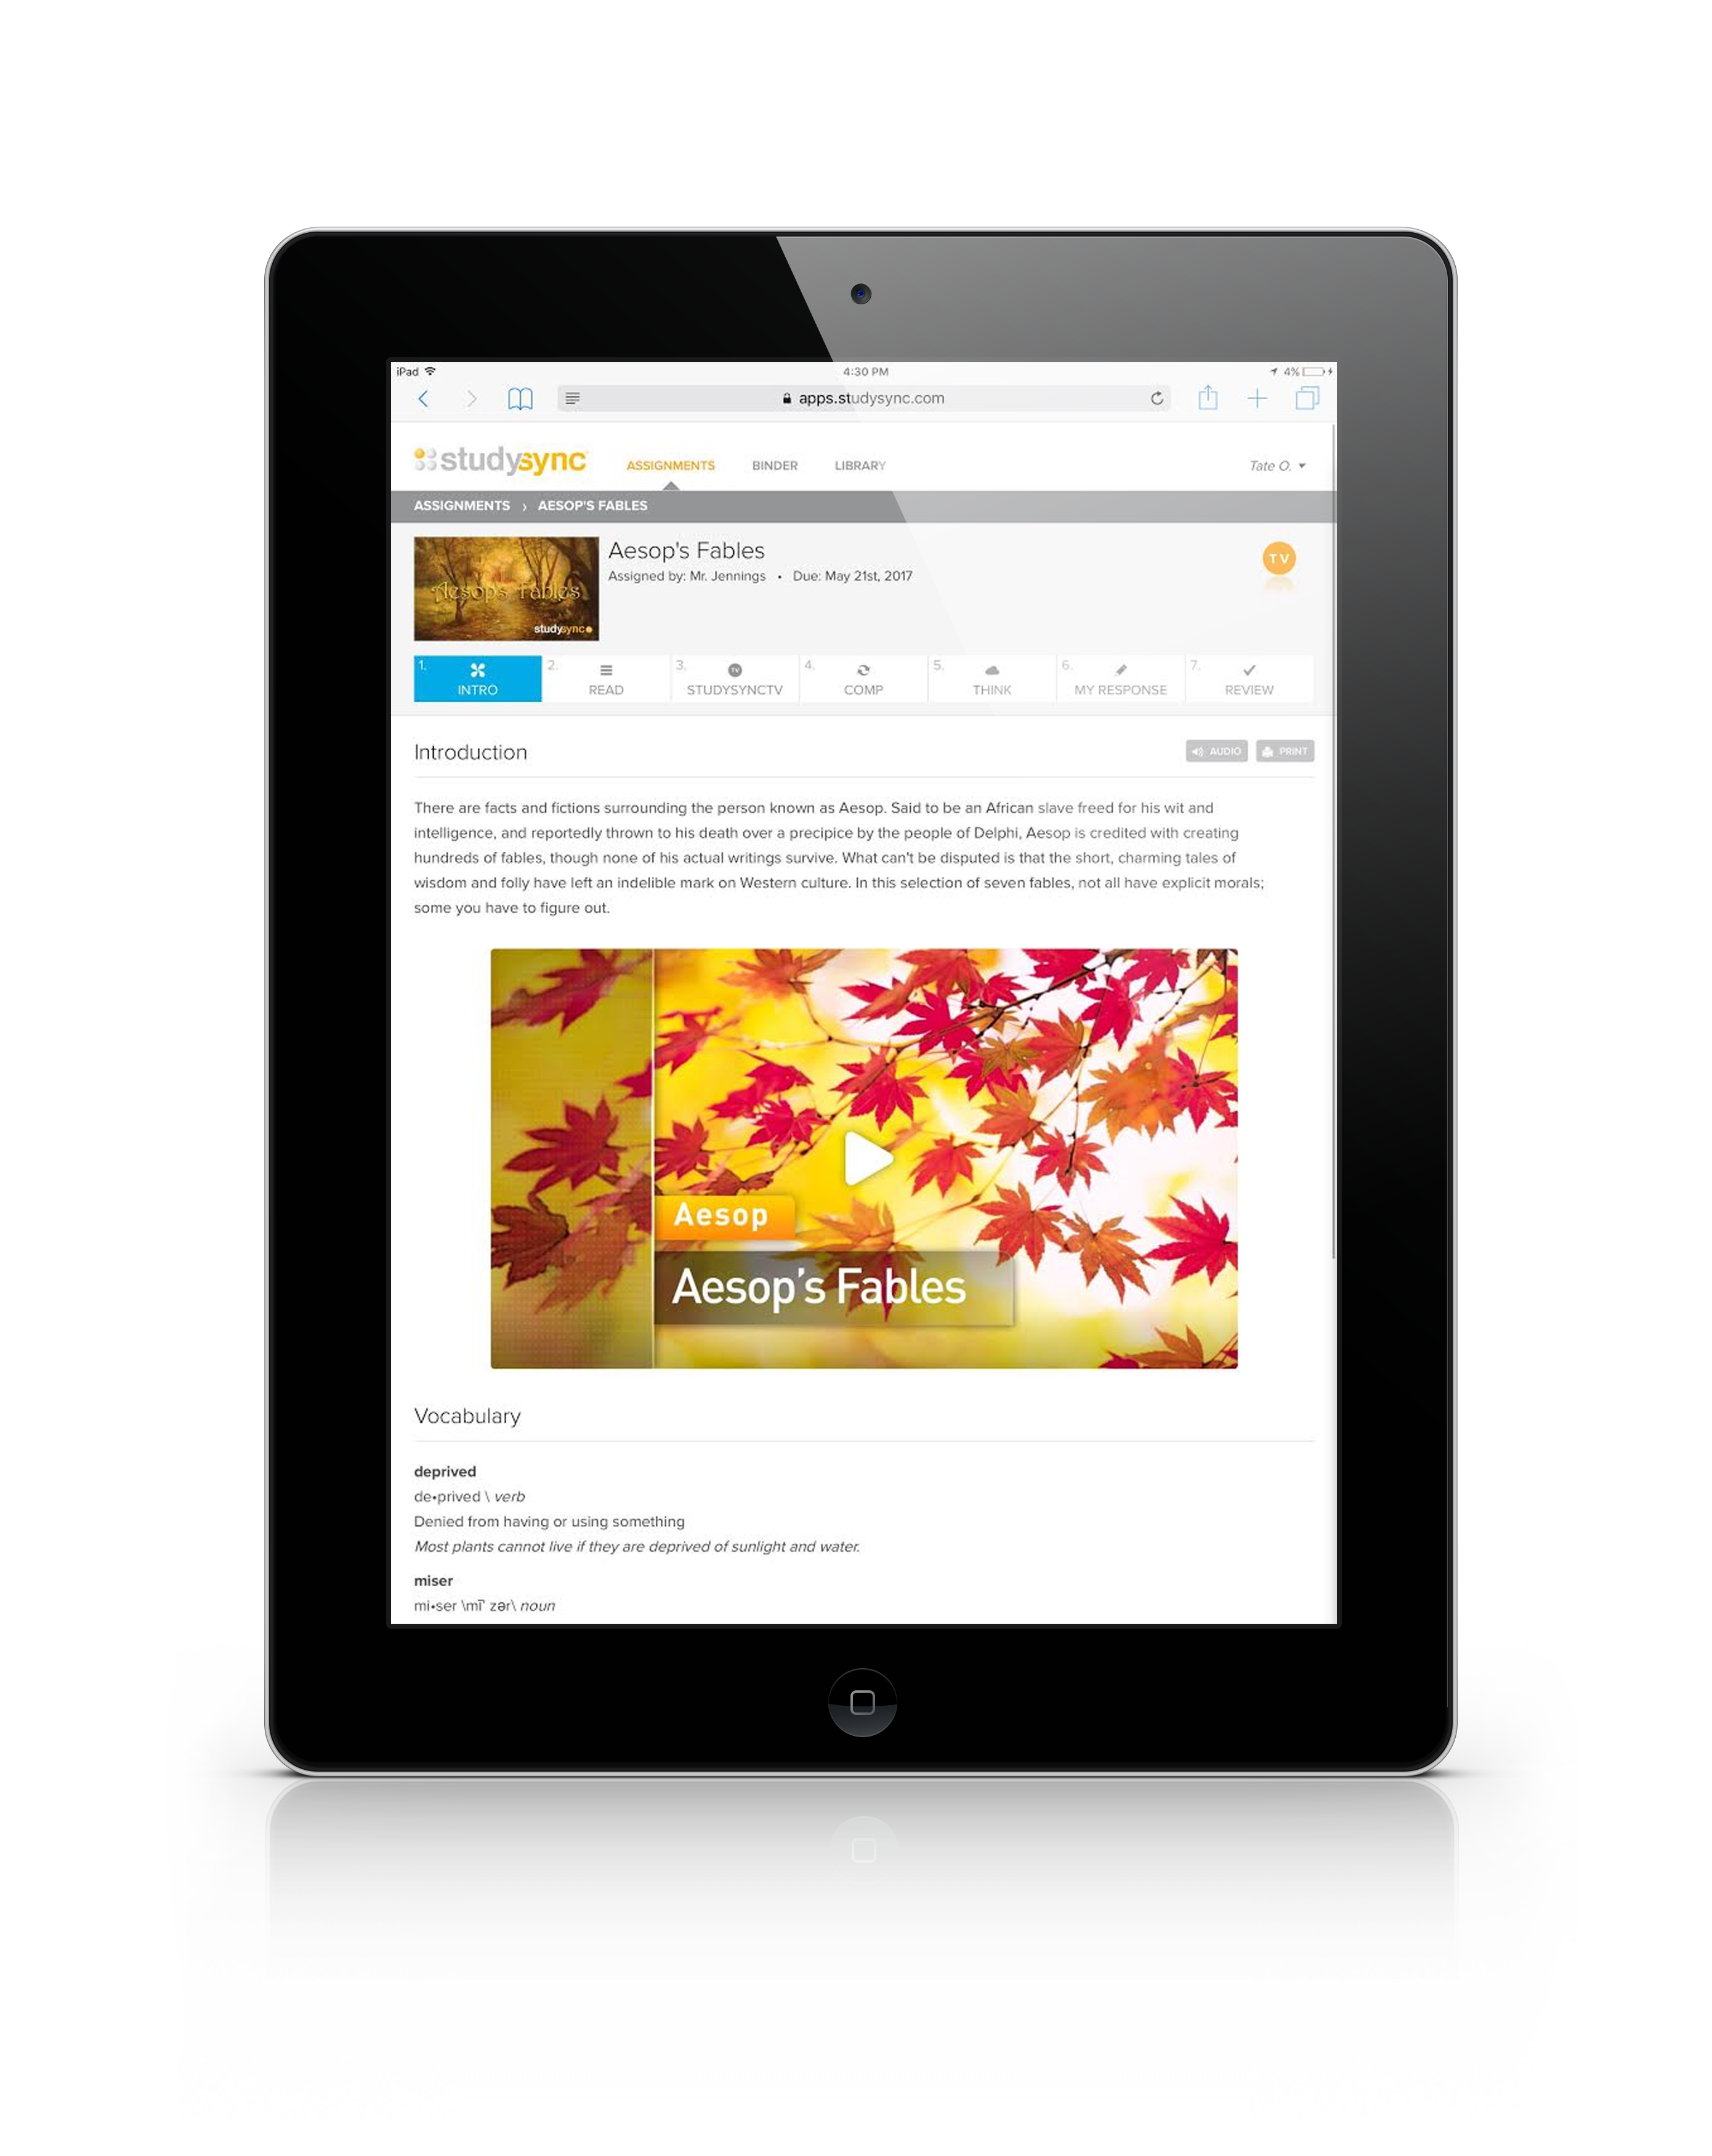 iPad 4:30 PM 4%
apps.studysync.com
studysync ASSIGNMENTS BINDER LIBRARY Tate O.
ASSIGNMENTS › AESOP'S FABLES
Aesop's Fables
studysync
Aesop's Fables
Assigned by: Mr. Jennings • Due: May 21st, 2017
TV
1. INTRO
2. READ
3. TV STUDYSYNCTV
4. COMP
5. THINK
6. MY RESPONSE
7. REVIEW
Introduction AUDIO PRINT
There are facts and fictions surrounding the person known as Aesop. Said to be an African slave freed for his wit and
intelligence, and reportedly thrown to his death over a precipice by the people of Delphi, Aesop is credited with creating
hundreds of fables, though none of his actual writings survive. What can't be disputed is that the short, charming tales of
wisdom and folly have left an indelible mark on Western culture. In this selection of seven fables, not all have explicit morals;
some you have to figure out.
Aesop
Aesop's Fables
Vocabulary
deprived
de•prived \ verb
Denied from having or using something
Most plants cannot live if they are deprived of sunlight and water.
miser
mi•ser \mī' zər\ noun